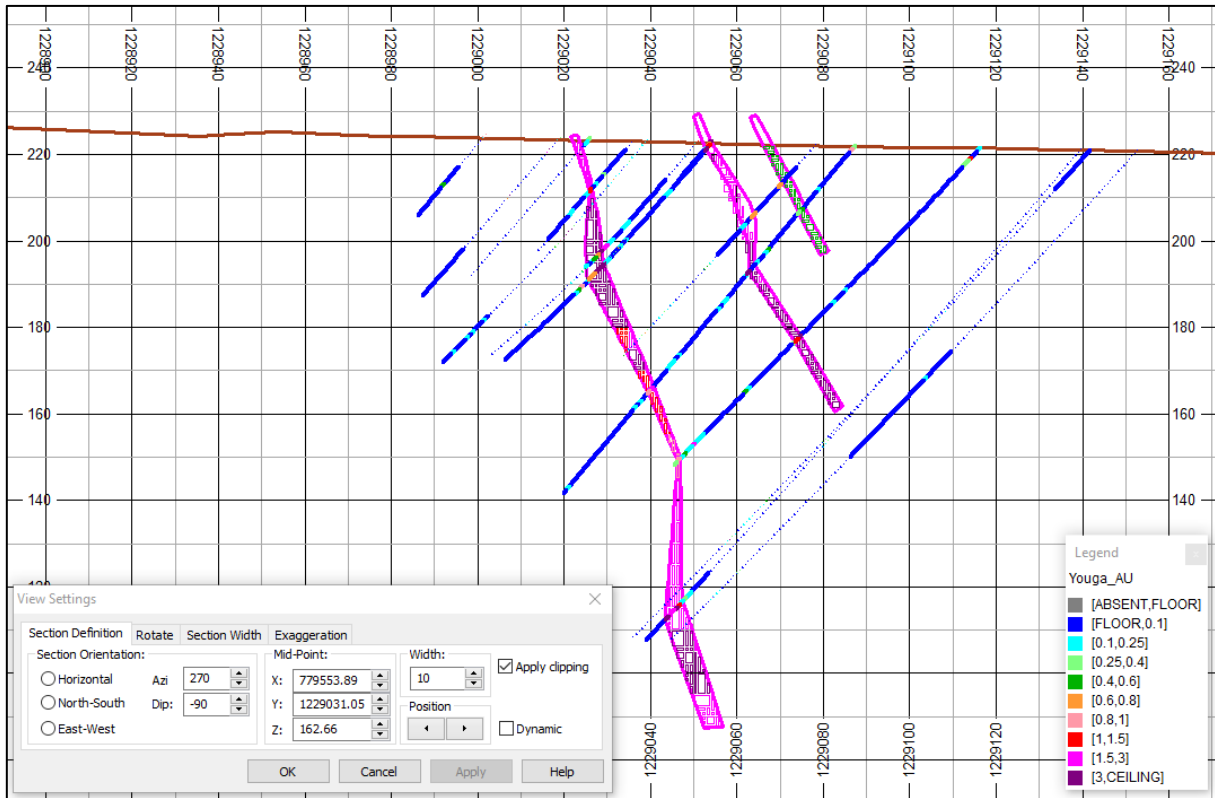 1228900 1228920 1228940 1228960 1228980 1229000 1229020 1229040 1229060 1229080 1229100 1229120 1229140 1229160
240 240
220 220
200 200
180 180
160 160
140 140
120
View Settings
Section Definition Rotate Section Width Exaggeration
Section Orientation: Mid-Point: Width:
Horizontal Azi 270 X: 779553.89 10 Apply clipping
North-South Dip: -90 Y: 1229031.05 Position
East-West Z: 162.66 Dynamic
OK Cancel Apply Help
1229040 1229060 1229080 1229100 1229120
Legend
Youga_AU
[ABSENT,FLOOR]
[FLOOR,0.1]
[0.1,0.25]
[0.25,0.4]
[0.4,0.6]
[0.6,0.8]
[0.8,1]
[1,1.5]
[1.5,3]
[3,CEILING]